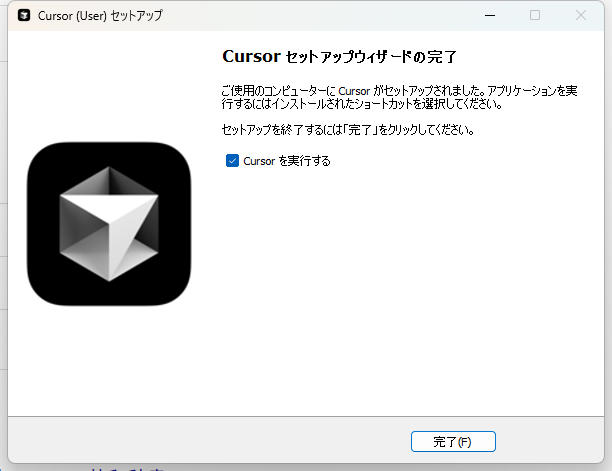 Cursor (User) セットアップ
Cursor セットアップウィザードの完了
ご使用のコンピューターに Cursor がセットアップされました。アプリケーションを実
行するにはインストールされたショートカットを選択してください。
セットアップを終了するには「完了」をクリックしてください。
Cursor を実行する
完了(F)